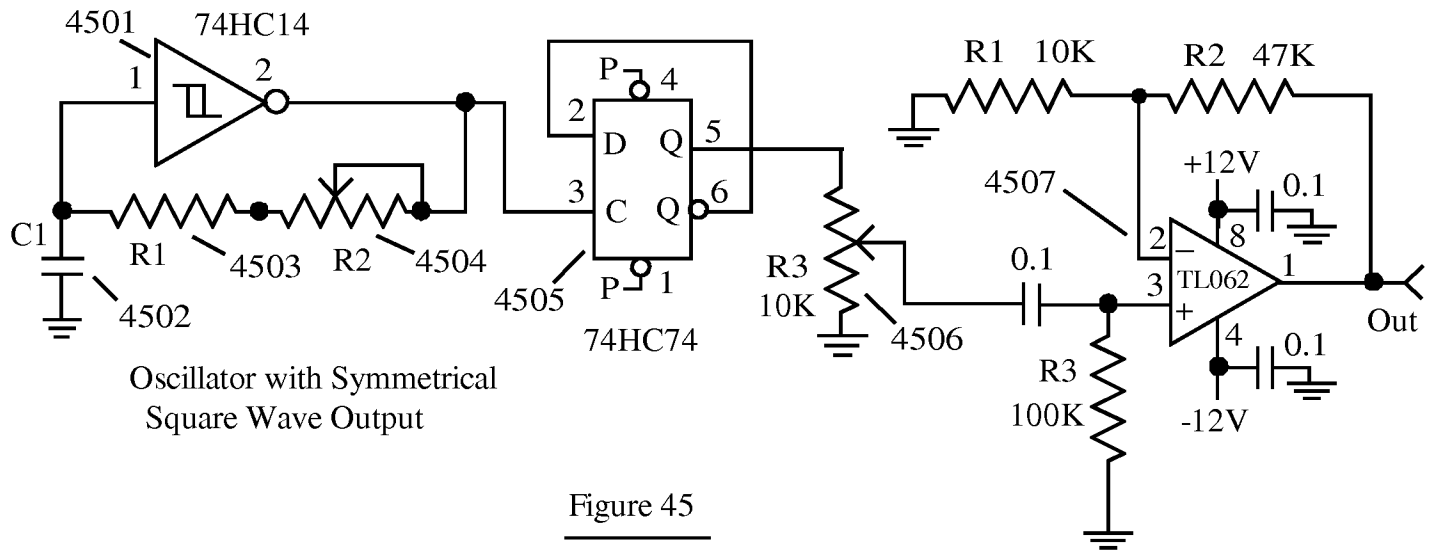 4501
74HC14
1
2
C1
R1
4503
R2
4504
4502
Oscillator with Symmetrical
Square Wave Output
P
4
2
D
Q
5
3
C
Q
6
4505
P
1
74HC74
R3
10K
4506
0.1
R3
100K
R1 10K
R2 47K
4507
+12V
0.1
8
2
−
TL062
1
3
+
4
0.1
-12V
Out
Figure 45